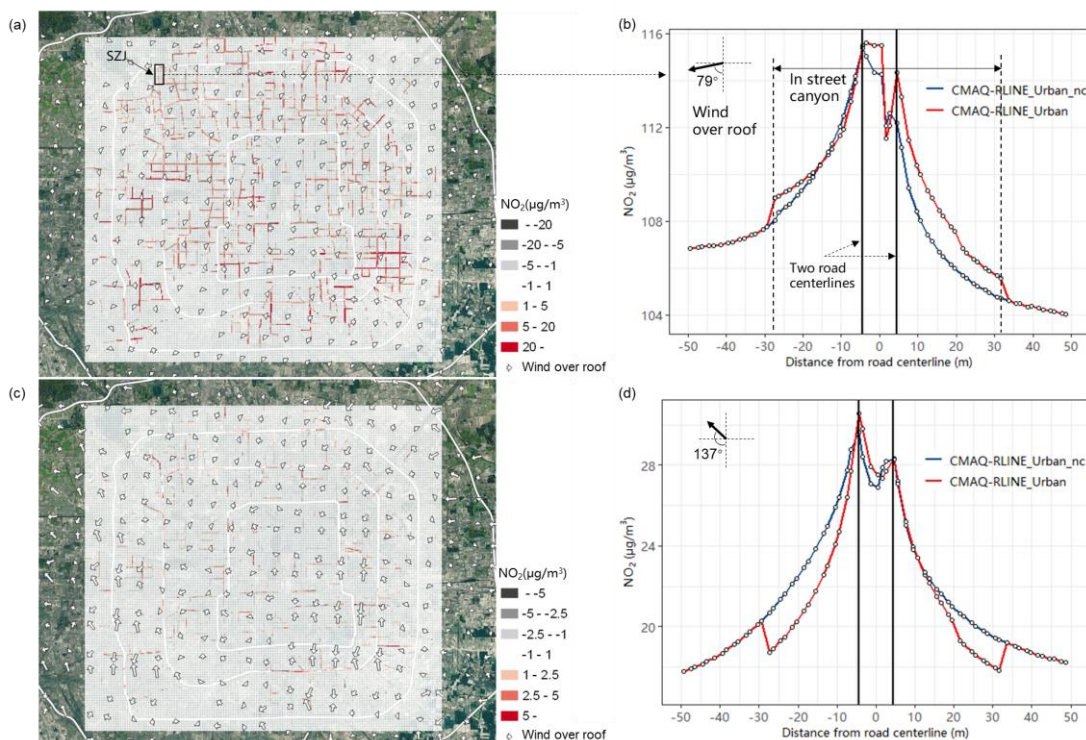 (a)
SZJ
NO₂(µg/m³)
- -20
-20 - -5
-5 - -1
-1 - 1
1 - 5
5 - 20
20 -
Wind over roof
(b)
116
112
108
104
NO₂ (µg/m³)
79°
Wind
over roof
In street
canyon
CMAQ-RLINE_Urban_nc
CMAQ-RLINE_Urban
Two road
centerlines
-50 -40 -30 -20 -10 0 10 20 30 40 50
Distance from road centerline (m)
(c)
NO₂(µg/m³)
- -5
-5 - -2.5
-2.5 - -1
-1 - 1
1 - 2.5
2.5 - 5
5 -
Wind over roof
(d)
28
24
20
NO₂ (µg/m³)
137°
CMAQ-RLINE_Urban_nc
CMAQ-RLINE_Urban
-50 -40 -30 -20 -10 0 10 20 30 40 50
Distance from road centerline (m)